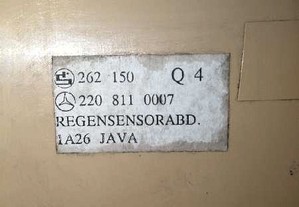 262 150 Q 4
220 811 0007
REGENSENSORABD.
1A26 JAVA